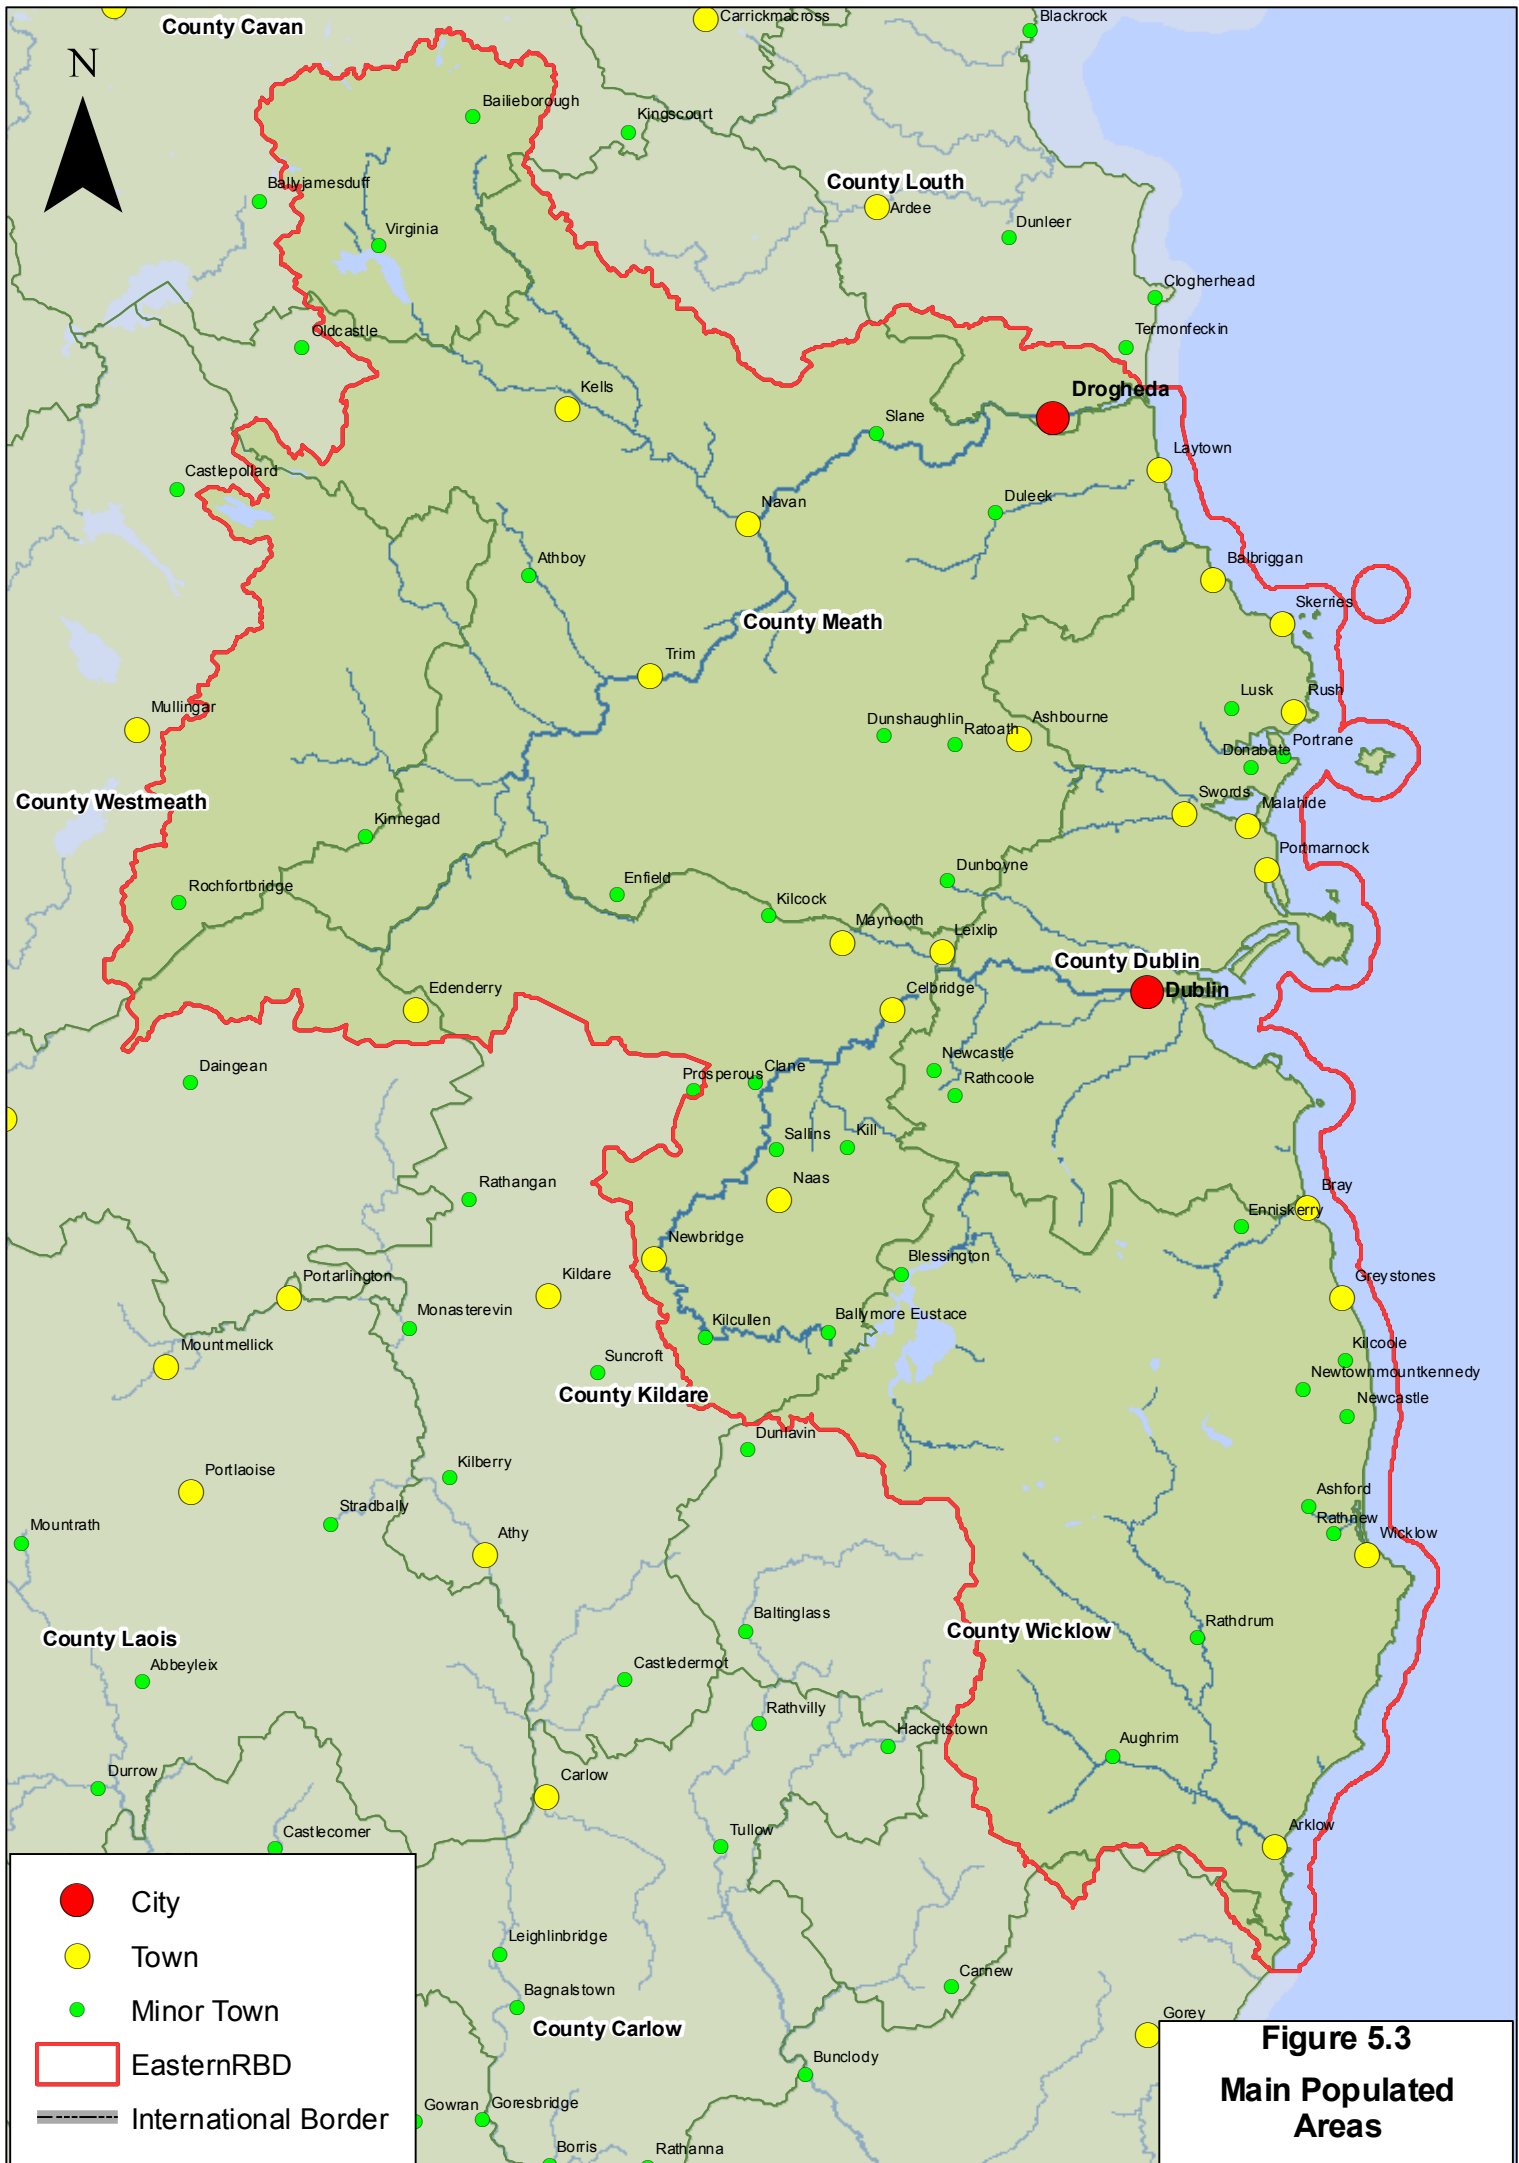 County Cavan
Carrickmacross
Blackrock
N
Bailieborough
Kingscourt
County Louth
Ballyjamesduff
Ardee
Dunleer
Virginia
Clogherhead
Oldcastle
Termonfeckin
Kells
Drogheda
Slane
Laytown
Castlepollard
Navan
Duleek
Athboy
Balbriggan
Skerries
County Meath
Trim
Lusk
Rush
Mullingar
Dunshaughlin
Ratoath
Ashbourne
Donabate
Portrane
County Westmeath
Swords
Malahide
Kinnegad
Portmarnock
Rochfortbridge
Enfield
Dunboyne
Kilcock
Maynooth
Leixlip
County Dublin
Dublin
Edenderry
Celbridge
Daingean
Newcastle
Prosperous
Clane
Rathcoole
Sallins
Kill
Rathangan
Naas
Bray
Enniskerry
Newbridge
Blessington
Portarlington
Kildare
Greystones
Monasterevin
Kilcullen
Ballymore Eustace
Mountmellick
Suncroft
Kilcoole
Newtownmountkennedy
County Kildare
Newcastle
Dunlavin
Portlaoise
Kilberry
Ashford
Stradbally
Rathnew
Mountrath
Athy
Wicklow
Baltinglass
Rathdrum
County Wicklow
County Laois
Abbeyleix
Castledermot
Rathvilly
Hacketstown
Aughrim
Durrow
Carlow
Castlecomer
Tullow
Arklow
City
Town
Minor Town
EasternRBD
International Border
Leighlinbridge
Bagnalstown
Carnew
County Carlow
Gorey
Bunclody
Gowran
Goresbridge
Borris
Rathanna
Figure 5.3
Main Populated
Areas